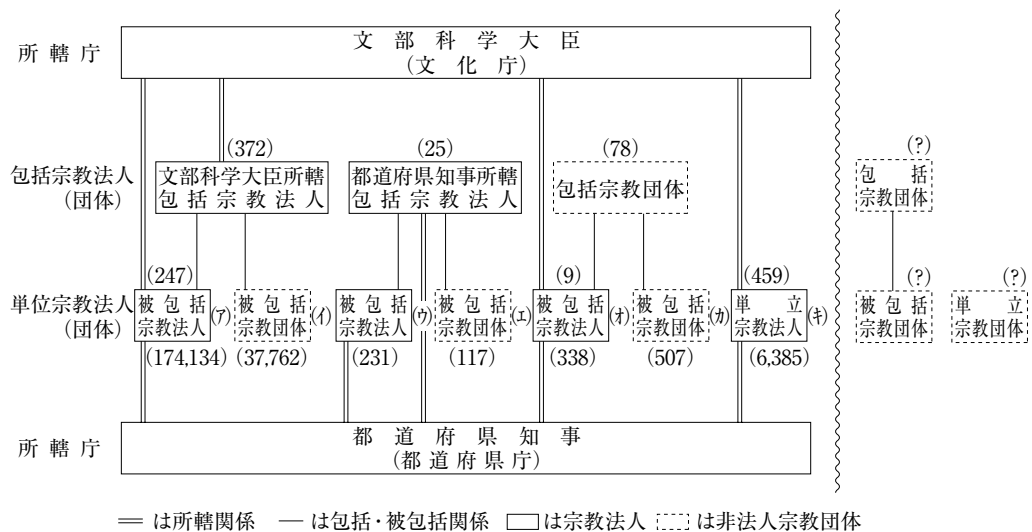 所轄庁
文部科学大臣
（文化庁）
包括宗教法人
（団体）
(372)
文部科学大臣所轄
包括宗教法人
(25)
都道府県知事所轄
包括宗教法人
(78)
包括宗教団体
(?)
包括
宗教団体
単位宗教法人
（団体）
(247)
被包括
宗教法人
(ア)
(174,134)
被包括
宗教団体
(イ)
(37,762)
被包括
宗教法人
(ウ)
(231)
被包括
宗教団体
(エ)
(117)
(9)
被包括
宗教法人
(オ)
(338)
被包括
宗教団体
(カ)
(507)
(459)
単立
宗教法人
(キ)
(6,385)
(?)
被包括
宗教団体
(?)
単立
宗教団体
所轄庁
都道府県知事
（都道府県庁）
は所轄関係 は包括・被包括関係 は宗教法人 は非法人宗教団体